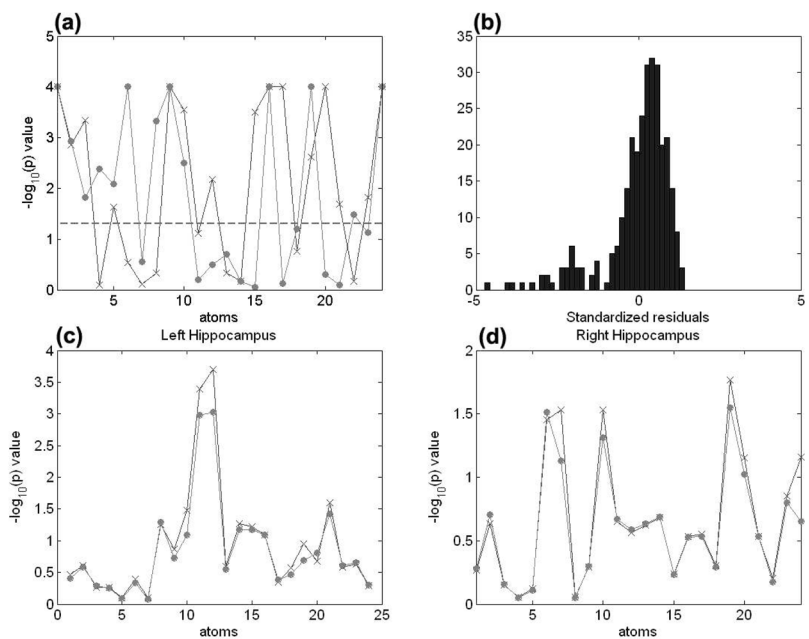 (a)
5
4
3
2
1
0
-log10(p) value
5 10 15 20
atoms
(b)
35
30
25
20
15
10
5
0
-5 0 5
Standardized residuals
(c)
Left Hippocampus
4
3.5
3
2.5
2
1.5
1
0.5
0
-log10(p) value
0 5 10 15 20 25
atoms
(d)
Right Hippocampus
2
1.5
1
0.5
0
-log10(p) value
5 10 15 20
atoms